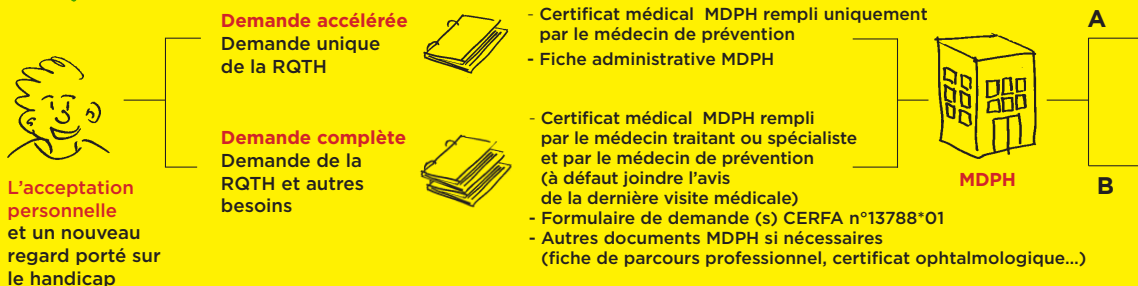 L'acceptation
personnelle
et un nouveau
regard porté sur
le handicap
Demande accélérée
Demande unique
de la RQTH
- Certificat médical MDPH rempli uniquement
par le médecin de prévention
- Fiche administrative MDPH
Demande complète
Demande de la
RQTH et autres
besoins
- Certificat médical MDPH rempli
par le médecin traitant ou spécialiste
et par le médecin de prévention
(à défaut joindre l'avis
de la dernière visite médicale)
- Formulaire de demande (s) CERFA n°13788*01
- Autres documents MDPH si nécessaires
(fiche de parcours professionnel, certificat ophtalmologique...)
MDPH
A
B